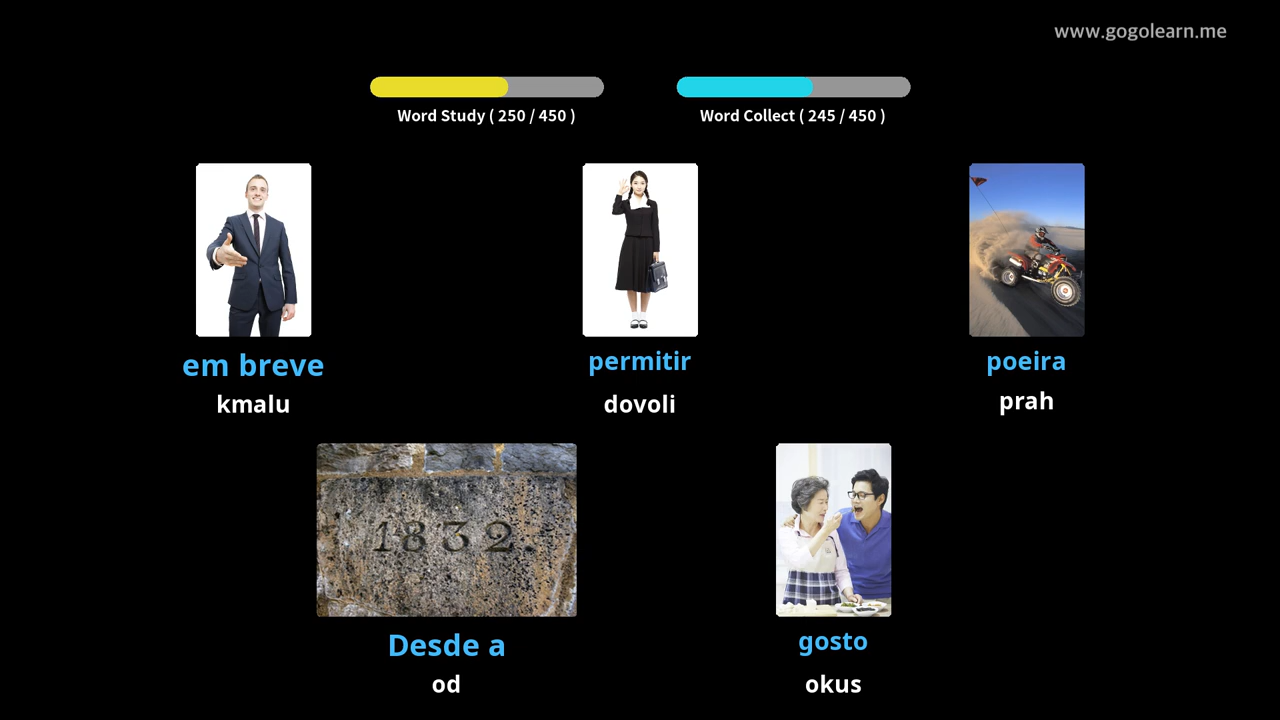 www.gogolearn.me
Word Study ( 250 / 450 )
Word Collect ( 245 / 450 )
em breve
kmalu
permitir
dovoli
poeira
prah
1832.
Desde a
od
gosto
okus